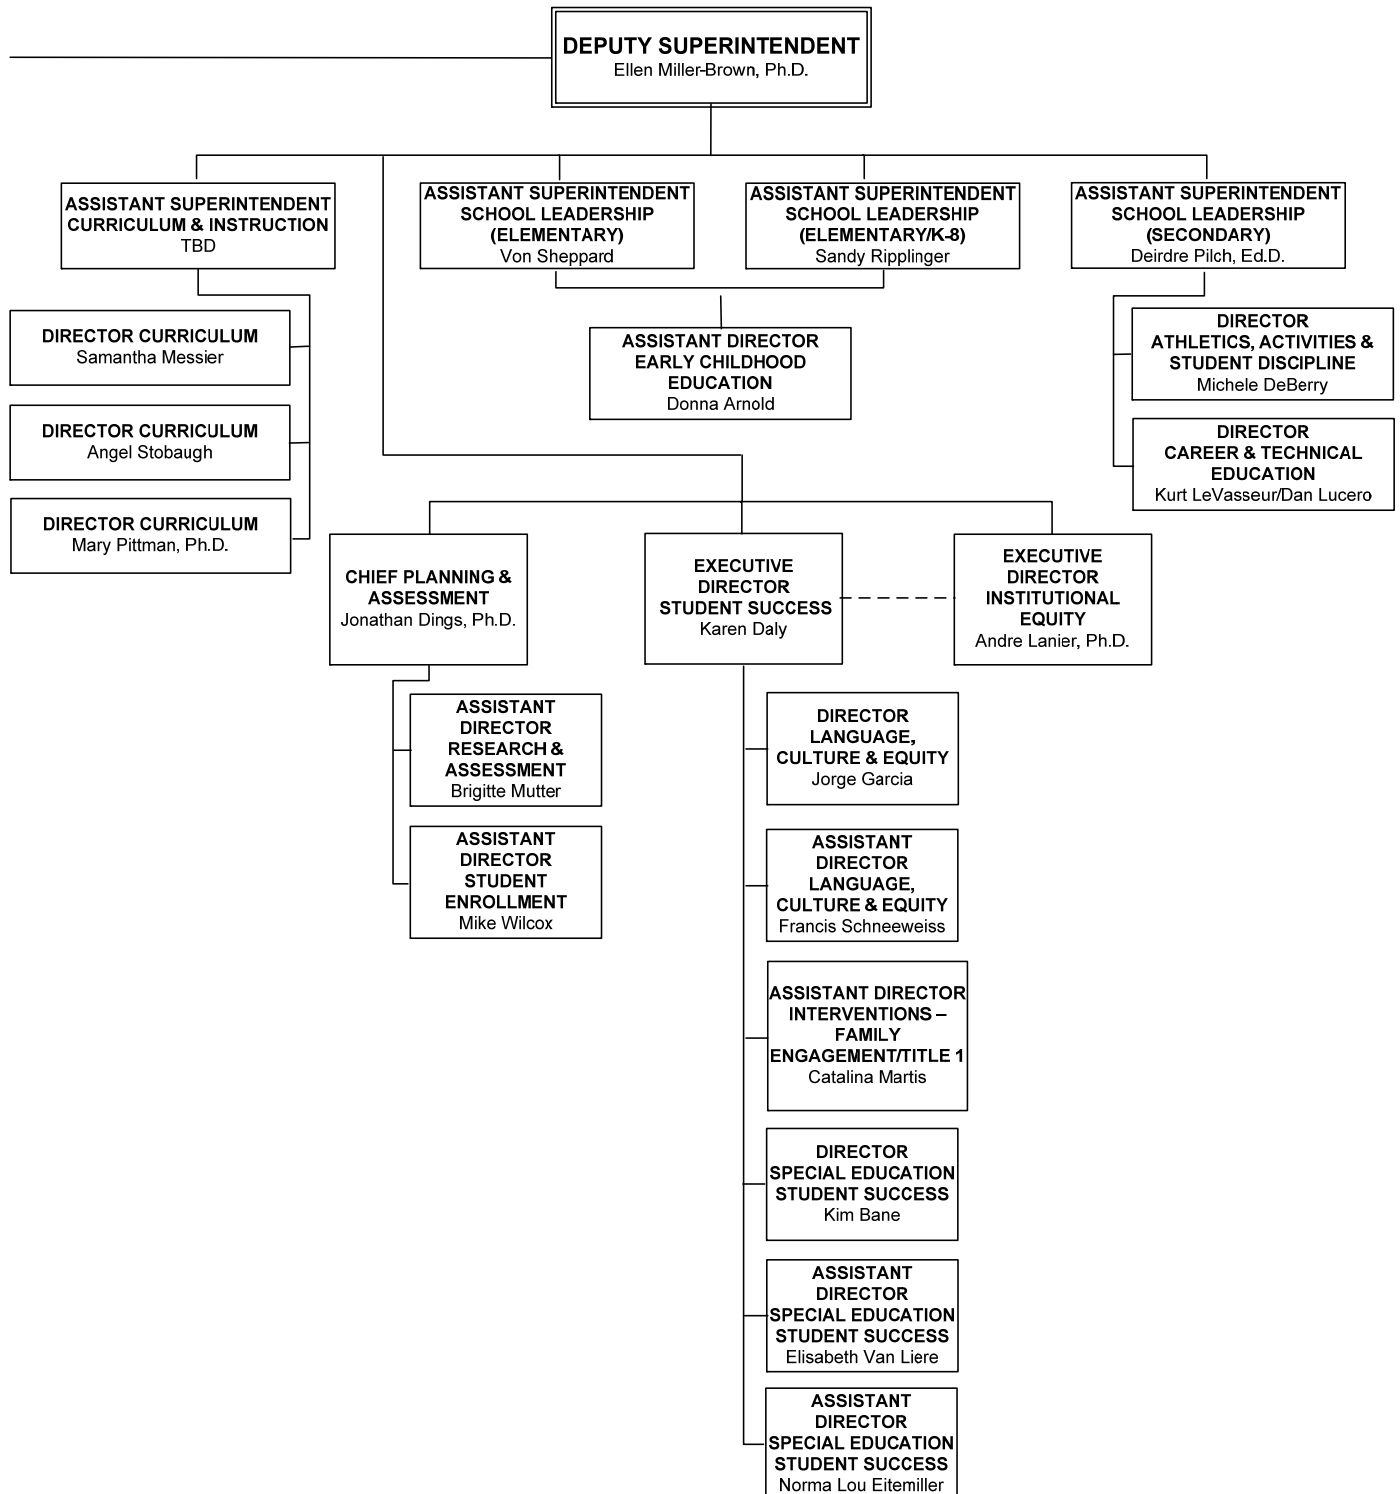 DEPUTY SUPERINTENDENT
Ellen Miller-Brown, Ph.D.
ASSISTANT SUPERINTENDENT
CURRICULUM & INSTRUCTION
TBD
ASSISTANT SUPERINTENDENT
SCHOOL LEADERSHIP
(ELEMENTARY)
Von Sheppard
ASSISTANT SUPERINTENDENT
SCHOOL LEADERSHIP
(ELEMENTARY/K-8)
Sandy Ripplinger
ASSISTANT SUPERINTENDENT
SCHOOL LEADERSHIP
(SECONDARY)
Deirdre Pilch, Ed.D.
DIRECTOR CURRICULUM
Samantha Messier
DIRECTOR CURRICULUM
Angel Stobaugh
DIRECTOR CURRICULUM
Mary Pittman, Ph.D.
ASSISTANT DIRECTOR
EARLY CHILDHOOD
EDUCATION
Donna Arnold
DIRECTOR
ATHLETICS, ACTIVITIES &
STUDENT DISCIPLINE
Michele DeBerry
DIRECTOR
CAREER & TECHNICAL
EDUCATION
Kurt LeVasseur/Dan Lucero
CHIEF PLANNING &
ASSESSMENT
Jonathan Dings, Ph.D.
EXECUTIVE
DIRECTOR
STUDENT SUCCESS
Karen Daly
EXECUTIVE
DIRECTOR
INSTITUTIONAL
EQUITY
Andre Lanier, Ph.D.
ASSISTANT
DIRECTOR
RESEARCH &
ASSESSMENT
Brigitte Mutter
ASSISTANT
DIRECTOR
STUDENT
ENROLLMENT
Mike Wilcox
DIRECTOR
LANGUAGE,
CULTURE & EQUITY
Jorge Garcia
ASSISTANT
DIRECTOR
LANGUAGE,
CULTURE & EQUITY
Francis Schneeweiss
ASSISTANT DIRECTOR
INTERVENTIONS –
FAMILY
ENGAGEMENT/TITLE 1
Catalina Martis
DIRECTOR
SPECIAL EDUCATION
STUDENT SUCCESS
Kim Bane
ASSISTANT
DIRECTOR
SPECIAL EDUCATION
STUDENT SUCCESS
Elisabeth Van Liere
ASSISTANT
DIRECTOR
SPECIAL EDUCATION
STUDENT SUCCESS
Norma Lou Eitemiller